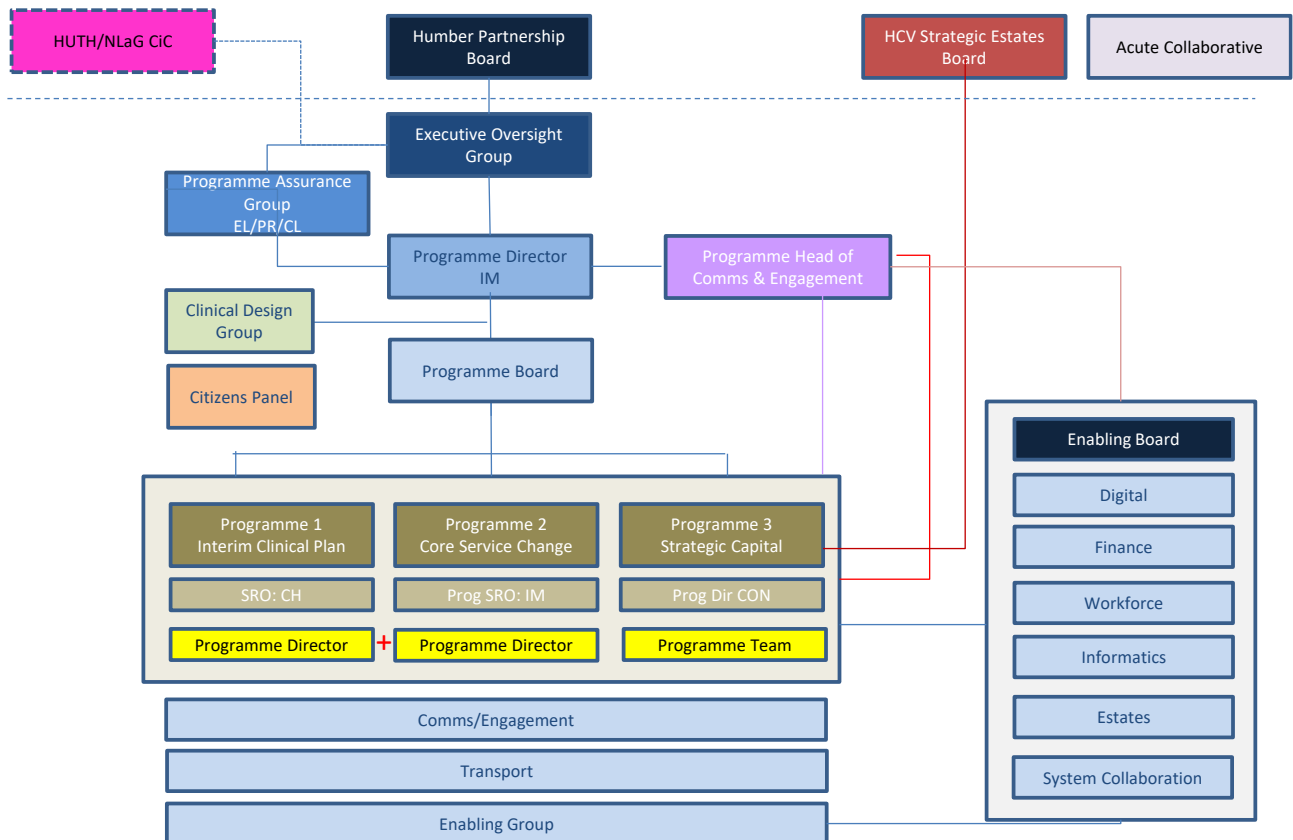 HUTH/NLaG CiC
Humber Partnership
Board
HCV Strategic Estates
Board
Acute Collaborative
Executive Oversight
Group
Programme Assurance
Group
EL/PR/CL
Programme Director
IM
Programme Head of
Comms & Engagement
Clinical Design
Group
Programme Board
Citizens Panel
Programme 1
Interim Clinical Plan
Programme 2
Core Service Change
Programme 3
Strategic Capital
SRO: CH
Prog SRO: IM
Prog Dir CON
Programme Director
+
Programme Director
Programme Team
Comms/Engagement
Transport
Enabling Group
Enabling Board
Digital
Finance
Workforce
Informatics
Estates
System Collaboration